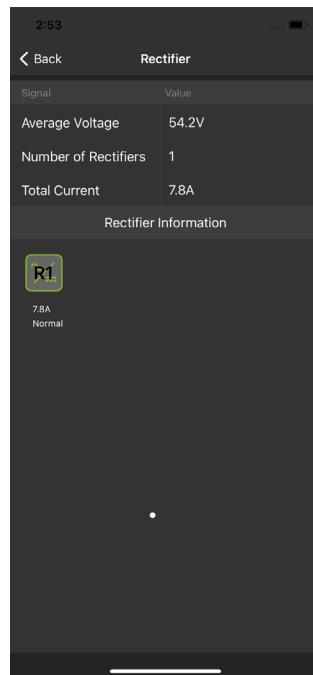 2:53
Back Rectifier
Signal Value
Average Voltage 54.2V
Number of Rectifiers 1
Total Current 7.8A
Rectifier Information
R1
7.8A
Normal